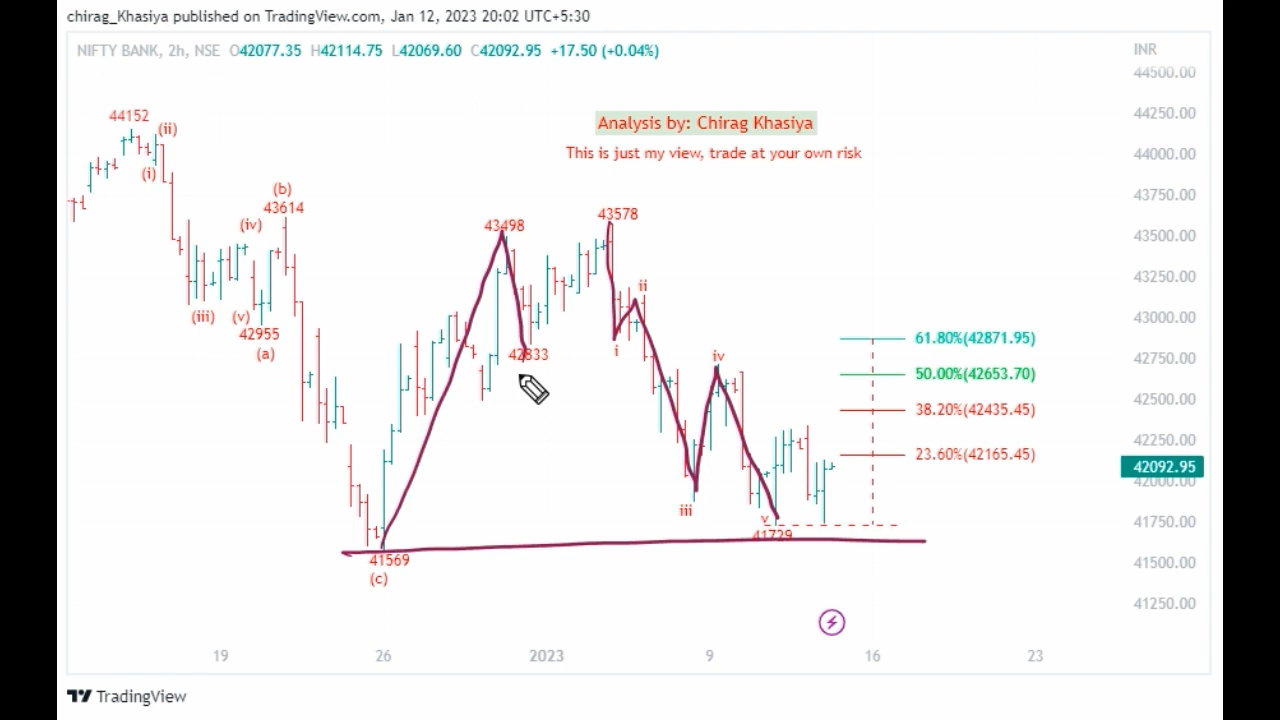 chirag_Khasiya published on TradingView.com, Jan 12, 2023 20:02 UTC+5:30
NIFTY BANK, 2h, NSE O42077.35 H42114.75 L42069.60 C42092.95 +17.50 (+0.04%)
INR
44500.00
44250.00
44000.00
43750.00
43500.00
43250.00
43000.00
42750.00
42500.00
42250.00
42092.95
42000.00
41750.00
41500.00
41250.00
Analysis by: Chirag Khasiya
This is just my view, trade at your own risk
44152
(ii)
(i)
(b)
43614
(iv)
(iii)
(v)
42955
(a)
43498
42833
43578
ii
i
iv
iii
v
41729
41569
(c)
61.80%(42871.95)
50.00%(42653.70)
38.20%(42435.45)
23.60%(42165.45)
19
26
2023
9
16
23
TradingView